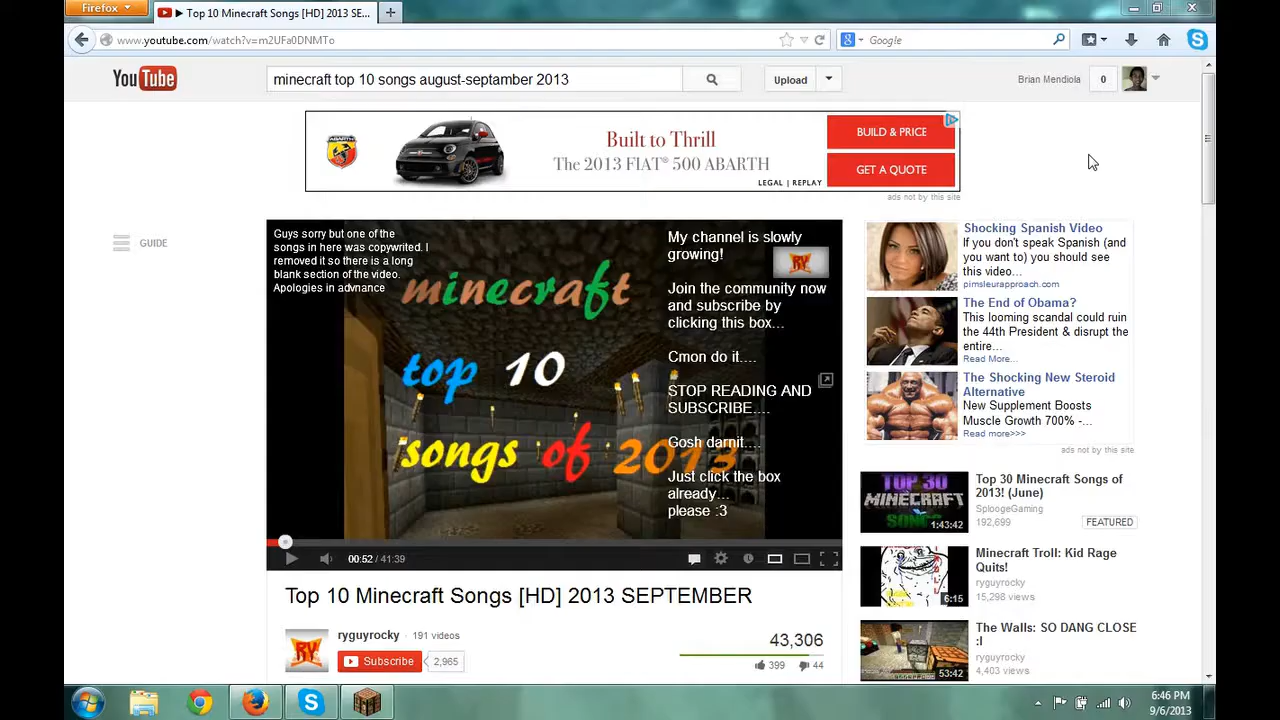 Firefox
▶ Top 10 Minecraft Songs [HD] 2013 SE...
www.youtube.com/watch?v=m2UFa0DNMTo
Google
You Tube
minecraft top 10 songs august-septamber 2013
Upload
Brian Mendiola
0
ABARTH
Built to Thrill
The 2013 FIAT® 500 ABARTH
BUILD & PRICE
GET A QUOTE
LEGAL | REPLAY
ads not by this site
GUIDE
Guys sorry but one of the
songs in here was copywrited. I
removed it so there is a long
blank section of the video.
Apologies in advnance
minecraft
top 10
songs of 2013
My channel is slowly
growing!
RY
Join the community now
and subscribe by
clicking this box...
Cmon do it....
STOP READING AND
SUBSCRIBE....
Gosh darnit....
Just click the box
already...
please :3
00:52 / 41:39
Top 10 Minecraft Songs [HD] 2013 SEPTEMBER
RY
ryguyrocky · 191 videos
Subscribe
2,965
43,306
399
44
Shocking Spanish Video
If you don't speak Spanish (and
you want to) you should see
this video...
pimsleurapproach.com
The End of Obama?
This looming scandal could ruin
the 44th President & disrupt the
entire...
Read More...
The Shocking New Steroid
Alternative
New Supplement Boosts
Muscle Growth 700% -...
Read more>>>
ads not by this site
TOP 30
MINECRAFT
SONGS
1:43:42
Top 30 Minecraft Songs of
2013! (June)
SploogeGaming
192,699
FEATURED
6:15
Minecraft Troll: Kid Rage
Quits!
ryguyrocky
15,298 views
53:42
The Walls: SO DANG CLOSE
:l
ryguyrocky
4,403 views
6:46 PM
9/6/2013